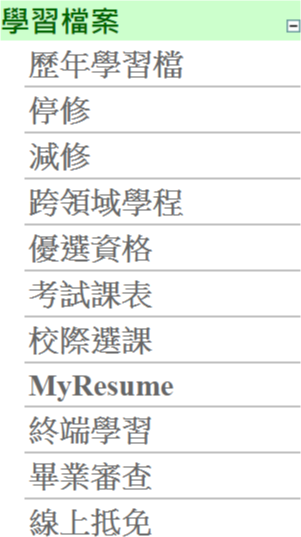 學習檔案
歷年學習檔
停修
減修
跨領域學程
優選資格
考試課表
校際選課
MyResume
終端學習
畢業審查
線上抵免